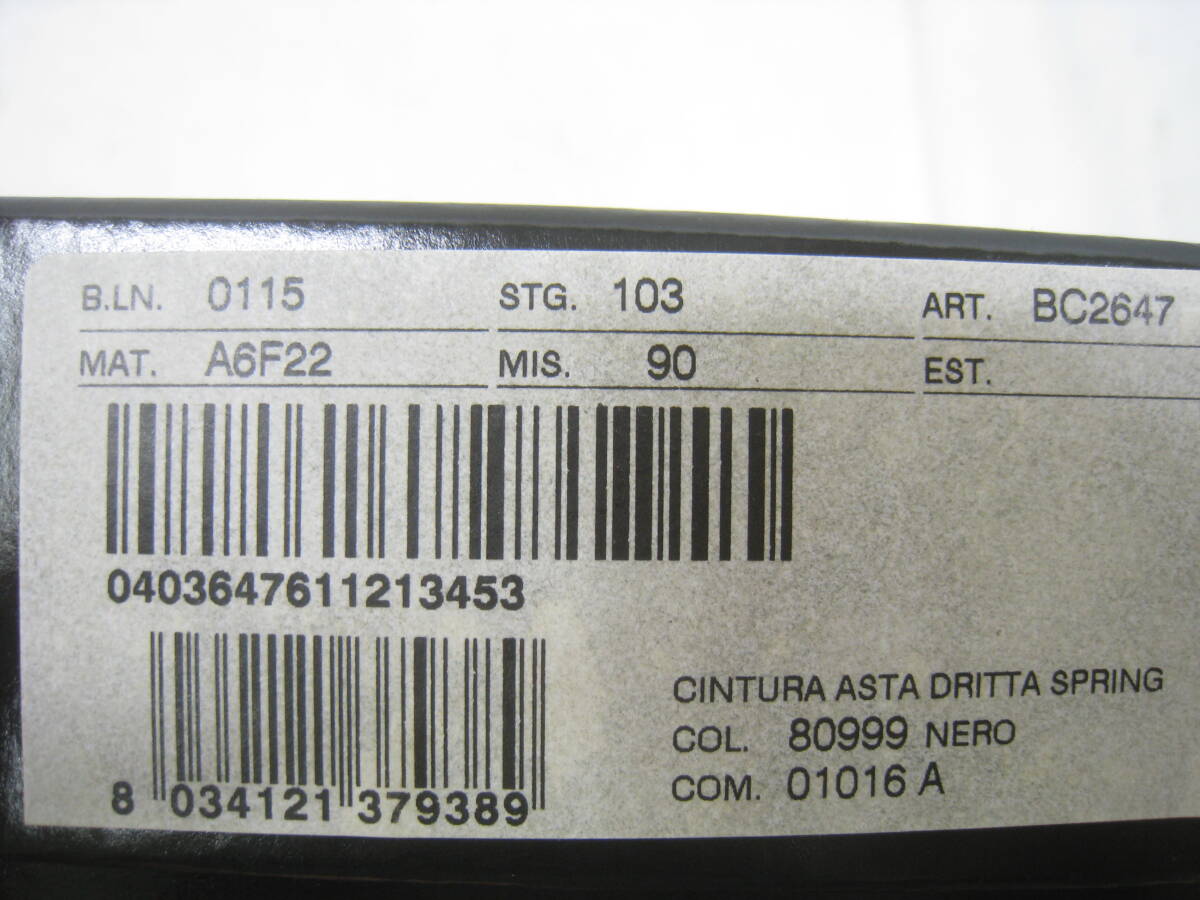 B.LN. 0115 STG. 103 ART. BC2647
MAT. A6F22 MIS. 90 EST.
0403647611213453
8 034121 379389
CINTURA ASTA DRITTA SPRING
COL. 80999 NERO
COM. 01016 A